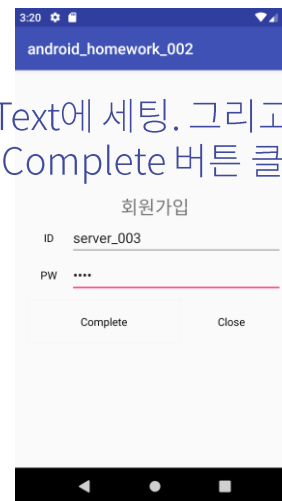 3:20
android_homework_002
Text에 세팅. 그리고
Complete 버튼 클
회원가입
ID server_003
PW ••••
Complete Close